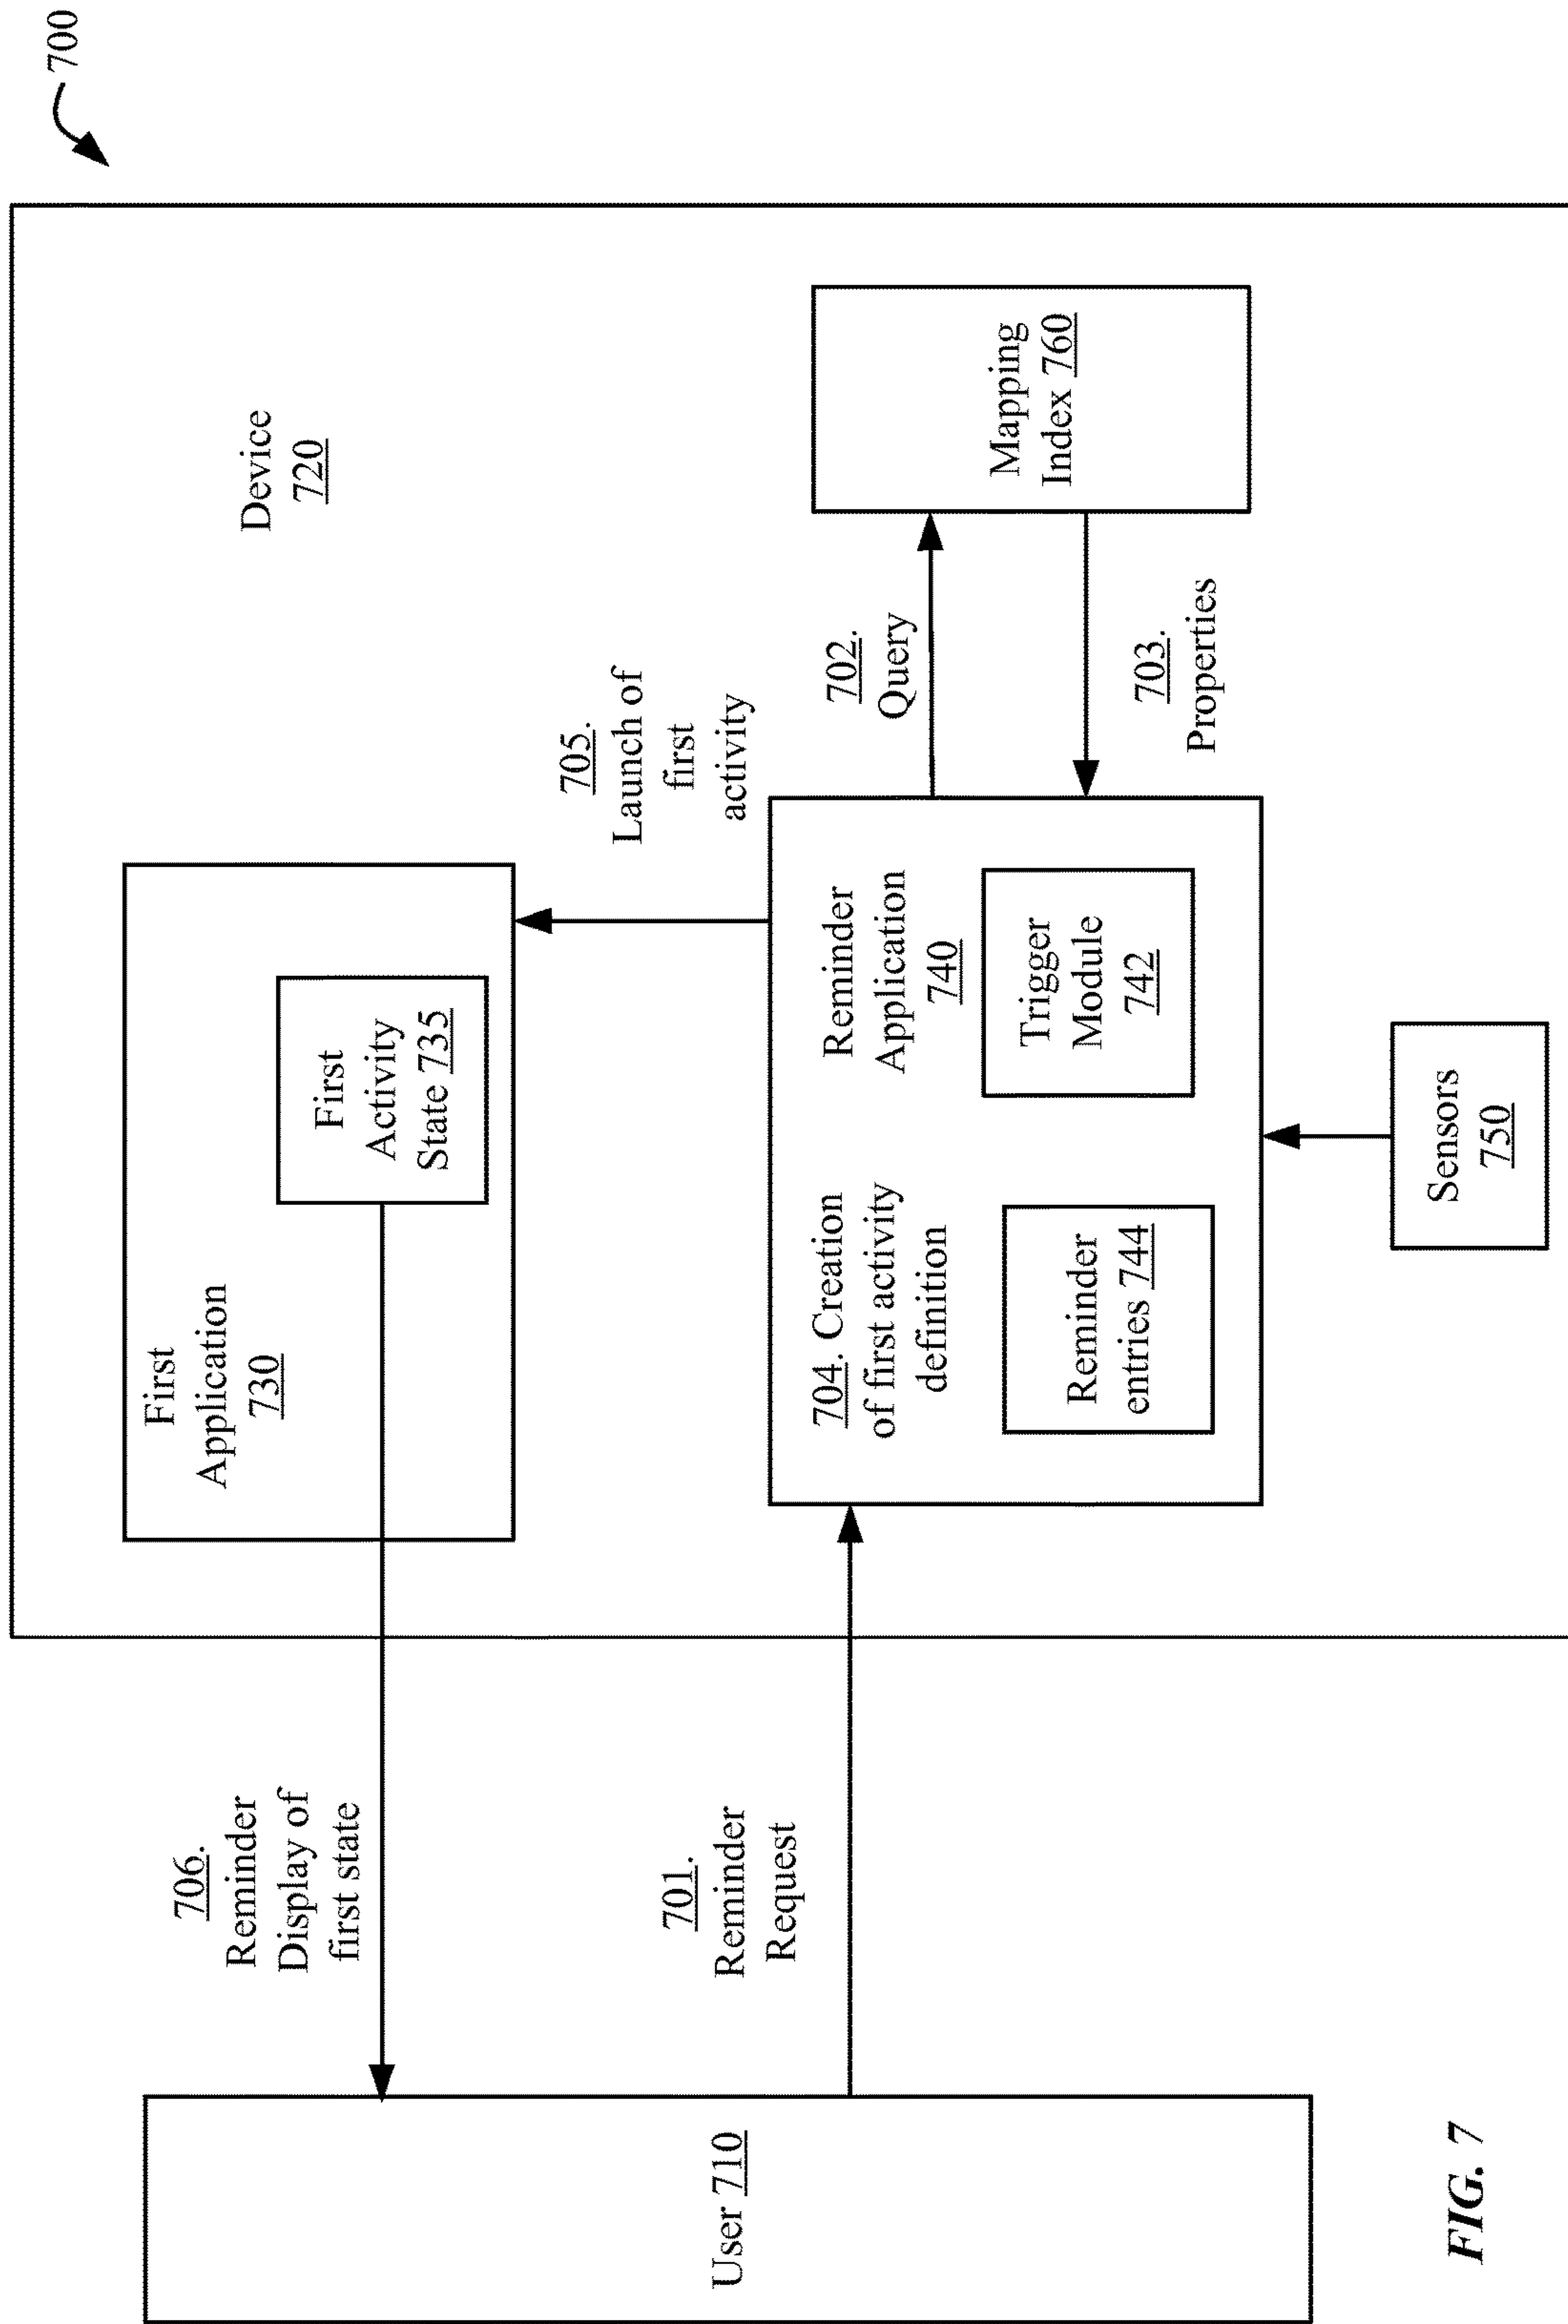 700
Device
720
First
Application
730
First
Activity
State 735
706.
Reminder
Display of
first state
705.
Launch of
first
activity
User 710
701.
Reminder
Request
704. Creation
of first activity
definition
Reminder
Application
740
Reminder
entries 744
Trigger
Module
742
702.
Query
703.
Properties
Mapping
Index 760
Sensors
750
FIG. 7